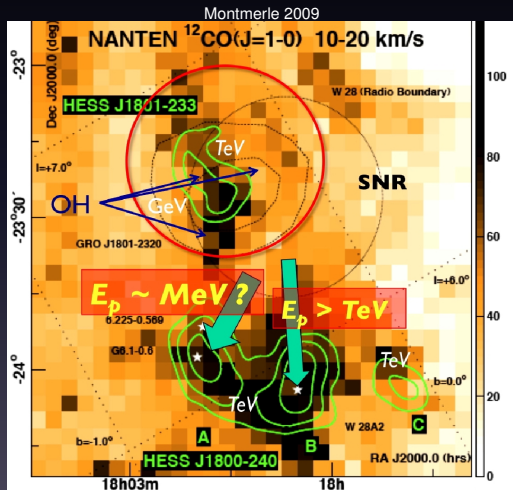 Montmerle 2009
NANTEN ¹²CO(J=1-0) 10-20 km/s
Dec J2000.0 (deg)
-23°
-23°30'
-24°
HESS J1801-233
W 28 (Radio Boundary)
TeV
l=+7.0°
SNR
OH
GeV
GRO J1801-2320
l=+6.0°
E_p ~ MeV ?
E_p > TeV
6.225-0.569
G6.1-0.6
TeV
b=0.0°
TeV
W 28A2
C
b=-1.0°
A
B
HESS J1800-240
RA J2000.0 (hrs)
18h03m
18h
100
80
60
40
20
0